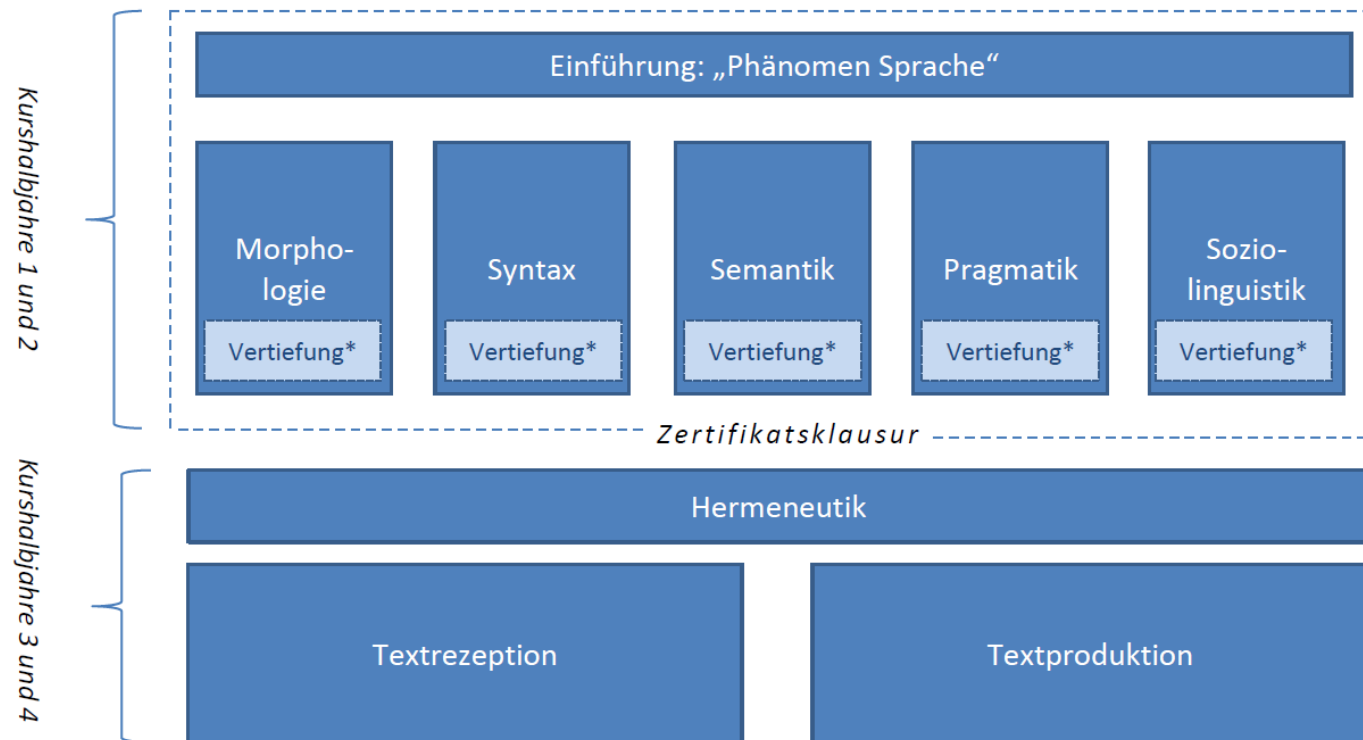 Kurshalbjahre 1 und 2
Einführung: „Phänomen Sprache“
Morpho-
logie
Vertiefung*
Syntax
Vertiefung*
Semantik
Vertiefung*
Pragmatik
Vertiefung*
Sozio-
linguistik
Vertiefung*
Zertifikatsklausur
Kurshalbjahre 3 und 4
Hermeneutik
Textrezeption
Textproduktion